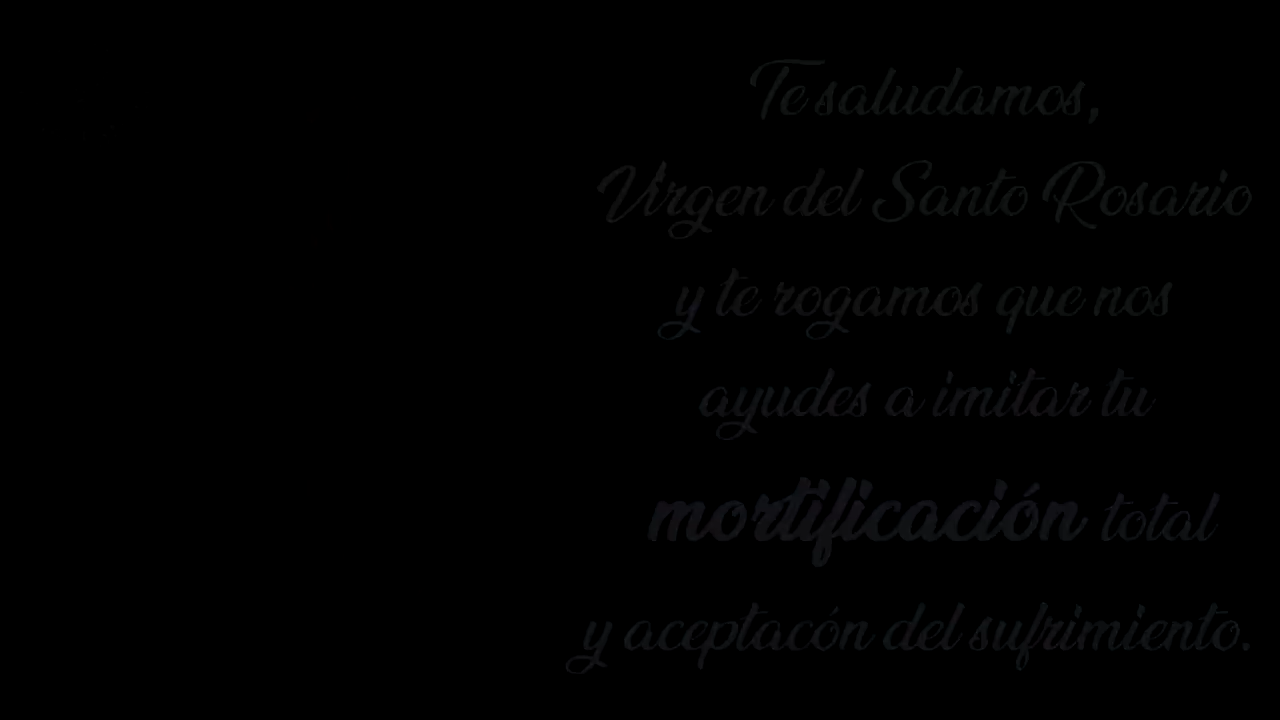 Te saludamos,
Virgen del Santo Rosario
y te rogamos que nos
ayudes a imitar tu
mortificación total
y aceptacón del sufrimiento.